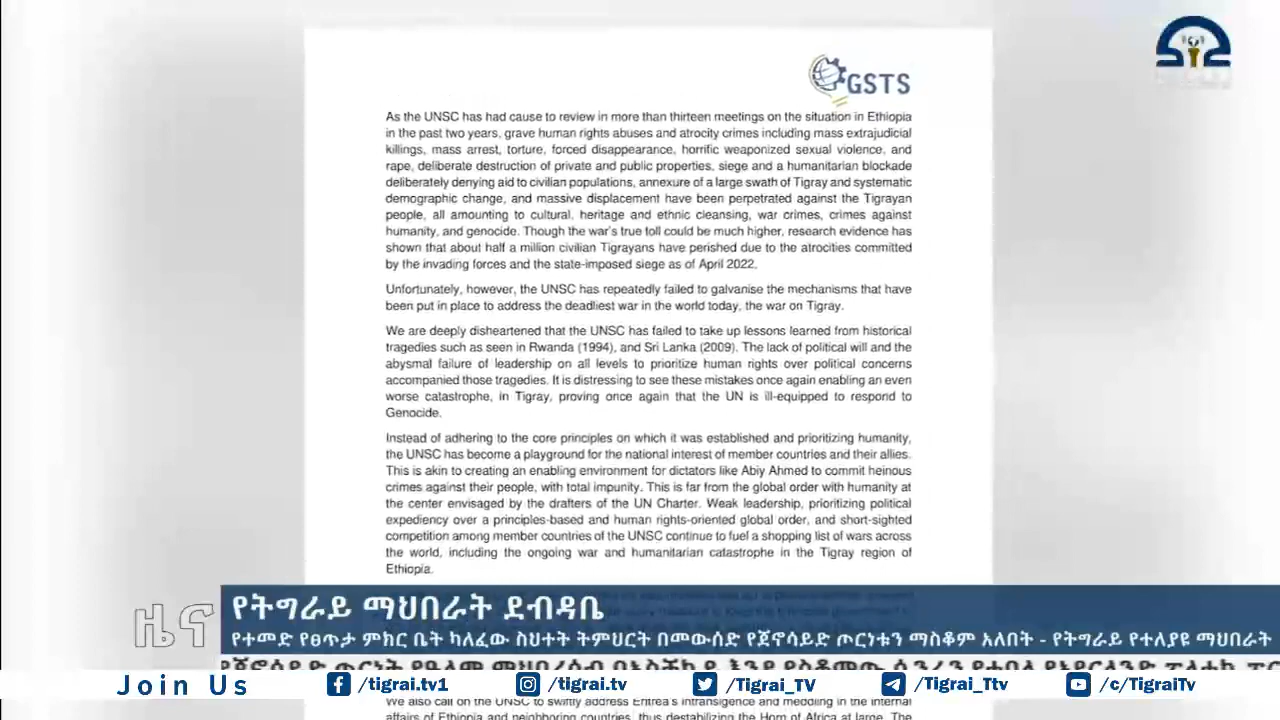 GSTS
As the UNSC has had cause to review in more than thirteen meetings on the situation in Ethiopia
in the past two years, grave human rights abuses and atrocity crimes including mass extrajudicial
killings, mass arrest, torture, forced disappearance, horrific weaponized sexual violence, and
rape, deliberate destruction of private and public properties, siege and a humanitarian blockade
deliberately denying aid to civilian populations, annexure of a large swath of Tigray and systematic
demographic change, and massive displacement have been perpetrated against the Tigrayan
people, all amounting to cultural, heritage and ethnic cleansing, war crimes, crimes against
humanity, and genocide. Though the war's true toll could be much higher, research evidence has
shown that about half a million civilian Tigrayans have perished due to the atrocities committed
by the invading forces and the state-imposed siege as of April 2022.
Unfortunately, however, the UNSC has repeatedly failed to galvanise the mechanisms that have
been put in place to address the deadliest war in the world today, the war on Tigray.
We are deeply disheartened that the UNSC has failed to take up lessons learned from historical
tragedies such as seen in Rwanda (1994), and Sri Lanka (2009). The lack of political will and the
abysmal failure of leadership on all levels to prioritize human rights over political concerns
accompanied those tragedies. It is distressing to see these mistakes once again enabling an even
worse catastrophe, in Tigray, proving once again that the UN is ill-equipped to respond to
Genocide.
Instead of adhering to the core principles on which it was established and prioritizing humanity,
the UNSC has become a playground for the national interest of member countries and their allies.
This is akin to creating an enabling environment for dictators like Abiy Ahmed to commit heinous
crimes against their people, with total impunity. This is far from the global order with humanity at
the center envisaged by the drafters of the UN Charter. Weak leadership, prioritizing political
expediency over a principles-based and human rights-oriented global order, and short-sighted
competition among member countries of the UNSC continue to fuel a shopping list of wars across
the world, including the ongoing war and humanitarian catastrophe in the Tigray region of
Ethiopia.
ዜና
የትግራይ ማህበራት ደብዳቤ
የተመድ የፀጥታ ምክር ቤት ካለፈው ስህተት ትምህርት በመውሰድ የጀኖሳይድ ጦርነቱን ማስቆም አለበት - የትግራይ የተለያዩ ማህበራት
Join Us
/tigrai.tv1
/tigrai.tv
/Tigrai_TV
/Tigrai_Ttv
/c/TigraiTv
We also call on the UNSC to swiftly address Eritrea's intransigence and meddling in the internal
affairs of Ethiopia and neighboring countries, thus destabilizing the Horn of Africa at large. The